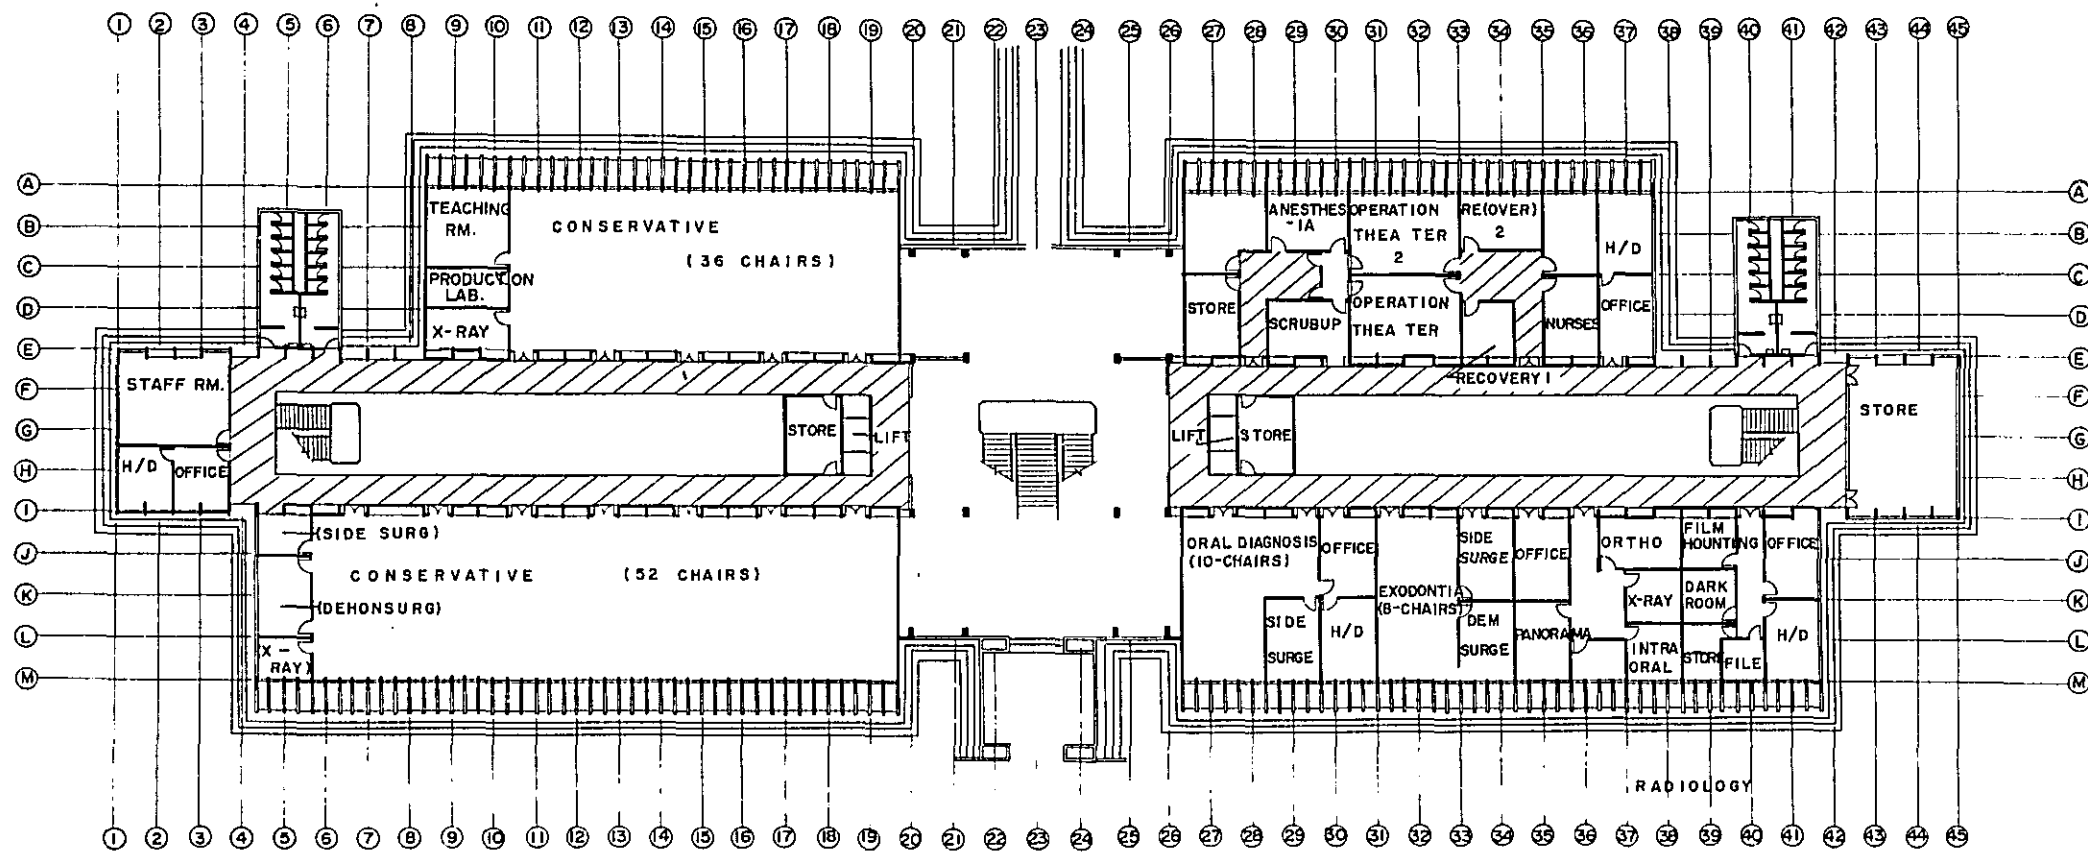 1 2 3 4 5 6 7 8 9 10 11 12 13 14 15 16 17 18 19 20 21 22 23 24 25 26 27 28 29 30 31 32 33 34 35 36 37 38 39 40 41 42 43 44 45
A A
B B
C C
D D
E E
F F
G G
H H
I I
J J
K K
L L
M M
TEACHING
RM.
CONSERVATIVE
(36 CHAIRS)
PRODUCTION
LAB.
X-RAY
STAFF RM.
H/D
OFFICE
STORE
LIFT
(SIDE SURG)
CONSERVATIVE (52 CHAIRS)
(DEHONSURG)
(X-
RAY)
ANESTHES
-IA
OPERATION
THEA TER
2
RE(OVER)
2
H/D
STORE
SCRUBUP
OPERATION
THEA TER
NURSES
OFFICE
RECOVERY I
LIFT
STORE
STORE
ORAL DIAGNOSIS
(10-CHAIRS)
OFFICE
SIDE
SURGE
H/D
EXODONTIA
(8-CHAIRS)
SIDE
SURGE
DEM
SURGE
OFFICE
PANORAMA
ORTHO
X-RAY
INTRA
ORAL
FILM
HOUNTING
DARK
ROOM
STORE
FILE
OFFICE
H/D
RADIOLOGY
1 2 3 4 5 6 7 8 9 10 11 12 13 14 15 16 17 18 19 20 21 22 23 24 25 26 27 28 29 30 31 32 33 34 35 36 37 38 39 40 41 42 43 44 45